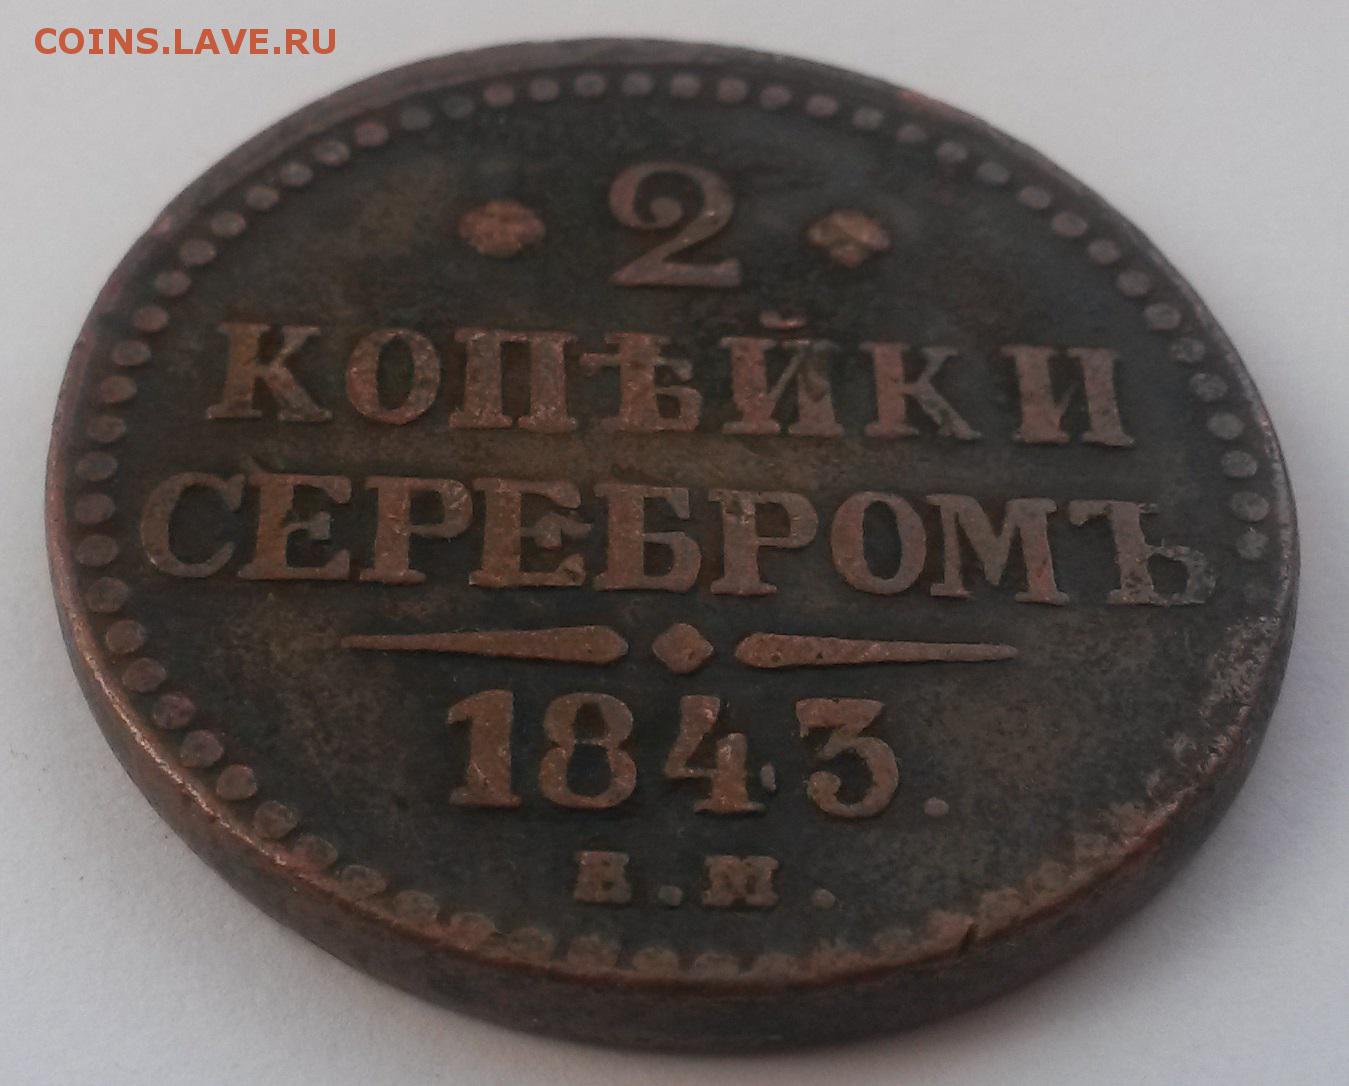 COINS.LAVE.RU
2
КОПѢЙКИ
СЕРЕБРОМЪ
1843.
Е.М.